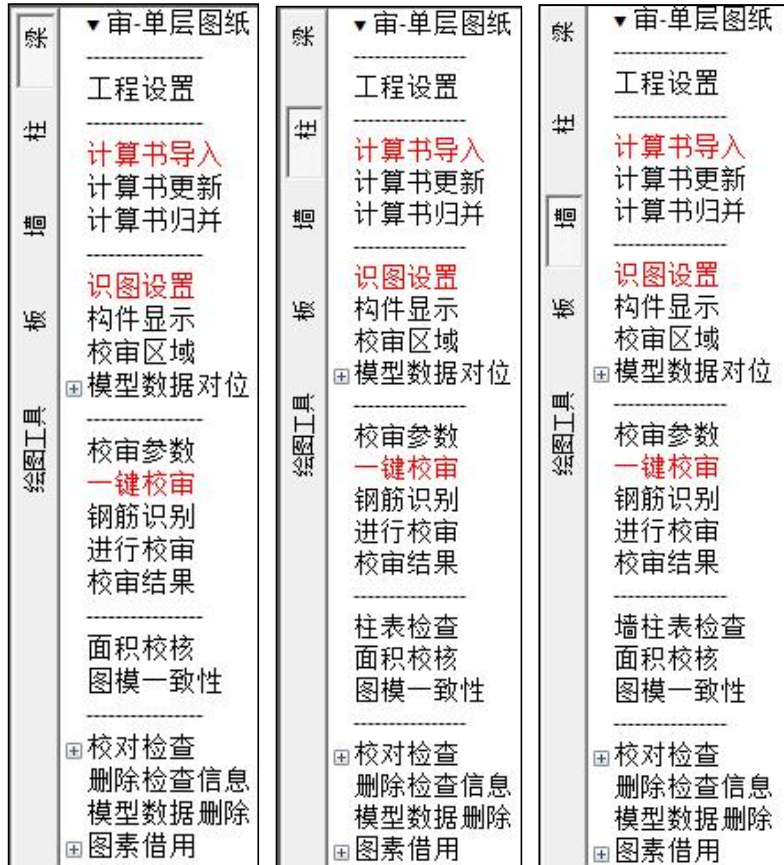 梁
柱
墙
板
绘图工具
▼审-单层图纸
工程设置
计算书导入
计算书更新
计算书归并
识图设置
构件显示
校审区域
模型数据对位
校审参数
一键校审
钢筋识别
进行校审
校审结果
面积校核
图模一致性
校对检查
删除检查信息
模型数据删除
图素借用
梁
柱
墙
板
绘图工具
▼审-单层图纸
工程设置
计算书导入
计算书更新
计算书归并
识图设置
构件显示
校审区域
模型数据对位
校审参数
一键校审
钢筋识别
进行校审
校审结果
柱表检查
面积校核
图模一致性
校对检查
删除检查信息
模型数据删除
图素借用
梁
柱
墙
板
绘图工具
▼审-单层图纸
工程设置
计算书导入
计算书更新
计算书归并
识图设置
构件显示
校审区域
模型数据对位
校审参数
一键校审
钢筋识别
进行校审
校审结果
墙柱表检查
面积校核
图模一致性
校对检查
删除检查信息
模型数据删除
图素借用